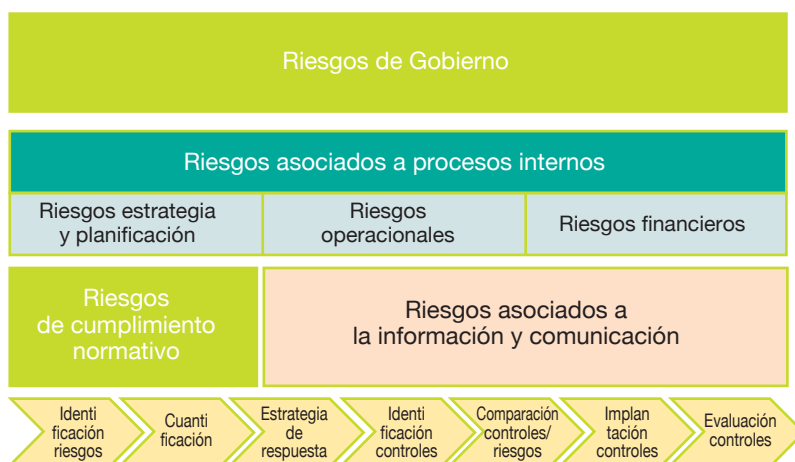 Riesgos de Gobierno
Riesgos asociados a procesos internos
Riesgos estrategia
y planificación
Riesgos
operacionales
Riesgos financieros
Riesgos
de cumplimiento
normativo
Riesgos asociados a
la información y comunicación
Identi
ficación
riesgos
Cuanti
ficación
Estrategia
de
respuesta
Identi
ficación
controles
Comparación
controles/
riesgos
Implan
tación
controles
Evaluación
controles